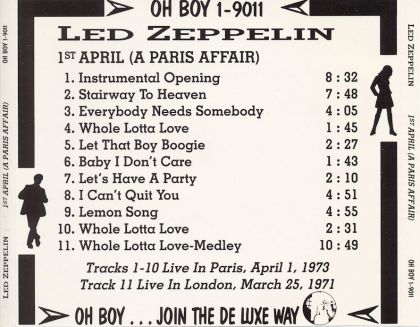 OH BOY 1-9011
LED ZEPPELIN
1ST APRIL (A PARIS AFFAIR)
1. Instrumental Opening 8 : 32
2. Stairway To Heaven 7 : 48
3. Everybody Needs Somebody 4 : 05
4. Whole Lotta Love 1 : 45
5. Let That Boy Boogie 2 : 27
6. Baby I Don't Care 1 : 43
7. Let's Have A Party 2 : 10
8. I Can't Quit You 4 : 51
9. Lemon Song 4 : 55
10. Whole Lotta Love 2 : 31
11. Whole Lotta Love-Medley 10 : 49
Tracks 1-10 Live In Paris, April 1, 1973
Track 11 Live In London, March 25, 1971
OH BOY . . . JOIN THE DE LUXE WAY
LED ZEPPELIN 1ST APRIL (A PARIS AFFAIR) OH BOY 1-9011
LED ZEPPELIN 1ST APRIL (A PARIS AFFAIR) OH BOY 1-9011